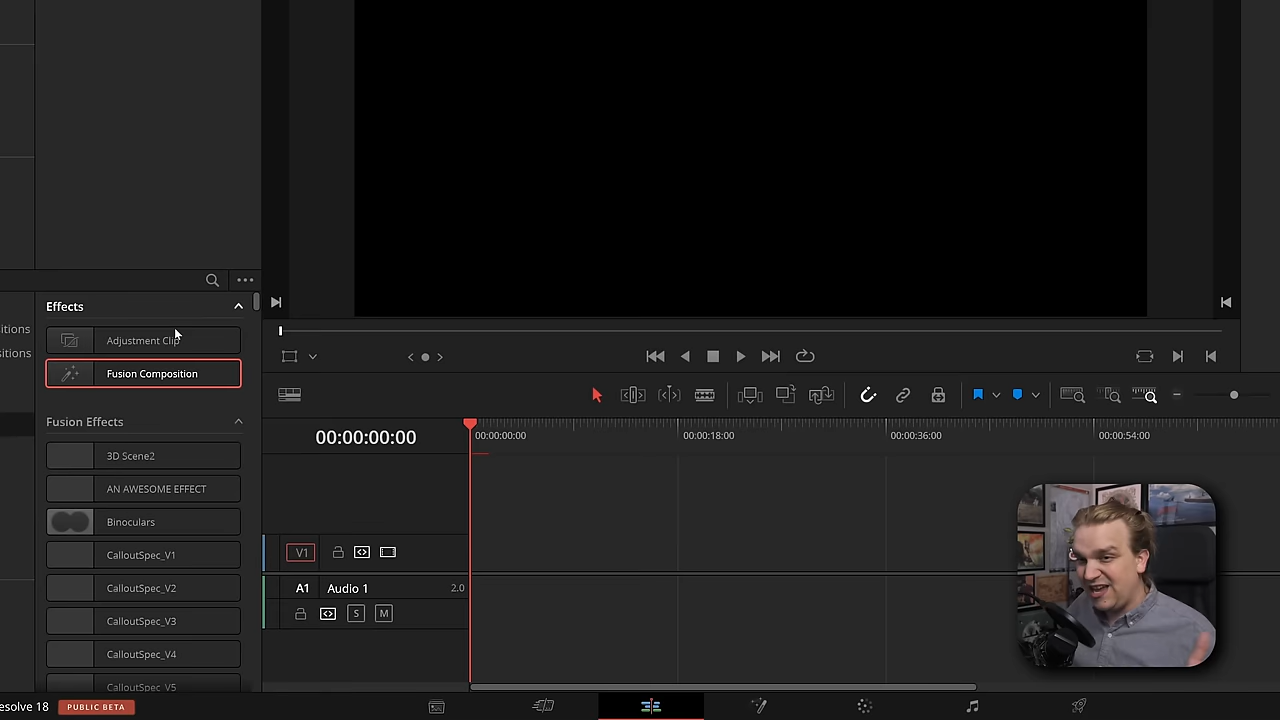 Effects
itions
Adjustment Clip
itions
Fusion Composition
Fusion Effects
3D Scene2
AN AWESOME EFFECT
Binoculars
CalloutSpec_V1
CalloutSpec_V2
CalloutSpec_V3
CalloutSpec_V4
CalloutSpec_V5
00:00:00:00
00:00:00:00
00:00:18:00
00:00:36:00
00:00:54:00
V1
A1 Audio 1 2.0
S M
esolve 18 PUBLIC BETA